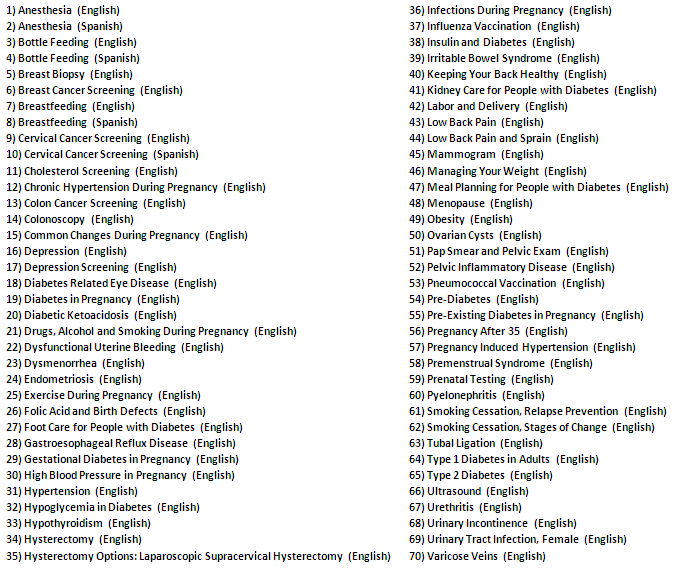 1) Anesthesia (English)
2) Anesthesia (Spanish)
3) Bottle Feeding (English)
4) Bottle Feeding (Spanish)
5) Breast Biopsy (English)
6) Breast Cancer Screening (English)
7) Breastfeeding (English)
8) Breastfeeding (Spanish)
9) Cervical Cancer Screening (English)
10) Cervical Cancer Screening (Spanish)
11) Cholesterol Screening (English)
12) Chronic Hypertension During Pregnancy (English)
13) Colon Cancer Screening (English)
14) Colonoscopy (English)
15) Common Changes During Pregnancy (English)
16) Depression (English)
17) Depression Screening (English)
18) Diabetes Related Eye Disease (English)
19) Diabetes in Pregnancy (English)
20) Diabetic Ketoacidosis (English)
21) Drugs, Alcohol and Smoking During Pregnancy (English)
22) Dysfunctional Uterine Bleeding (English)
23) Dysmenorrhea (English)
24) Endometriosis (English)
25) Exercise During Pregnancy (English)
26) Folic Acid and Birth Defects (English)
27) Foot Care for People with Diabetes (English)
28) Gastroesophageal Reflux Disease (English)
29) Gestational Diabetes in Pregnancy (English)
30) High Blood Pressure in Pregnancy (English)
31) Hypertension (English)
32) Hypoglycemia in Diabetes (English)
33) Hypothyroidism (English)
34) Hysterectomy (English)
35) Hysterectomy Options: Laparoscopic Supracervical Hysterectomy (English)
36) Infections During Pregnancy (English)
37) Influenza Vaccination (English)
38) Insulin and Diabetes (English)
39) Irritable Bowel Syndrome (English)
40) Keeping Your Back Healthy (English)
41) Kidney Care for People with Diabetes (English)
42) Labor and Delivery (English)
43) Low Back Pain (English)
44) Low Back Pain and Sprain (English)
45) Mammogram (English)
46) Managing Your Weight (English)
47) Meal Planning for People with Diabetes (English)
48) Menopause (English)
49) Obesity (English)
50) Ovarian Cysts (English)
51) Pap Smear and Pelvic Exam (English)
52) Pelvic Inflammatory Disease (English)
53) Pneumococcal Vaccination (English)
54) Pre-Diabetes (English)
55) Pre-Existing Diabetes in Pregnancy (English)
56) Pregnancy After 35 (English)
57) Pregnancy Induced Hypertension (English)
58) Premenstrual Syndrome (English)
59) Prenatal Testing (English)
60) Pyelonephritis (English)
61) Smoking Cessation, Relapse Prevention (English)
62) Smoking Cessation, Stages of Change (English)
63) Tubal Ligation (English)
64) Type 1 Diabetes in Adults (English)
65) Type 2 Diabetes (English)
66) Ultrasound (English)
67) Urethritis (English)
68) Urinary Incontinence (English)
69) Urinary Tract Infection, Female (English)
70) Varicose Veins (English)